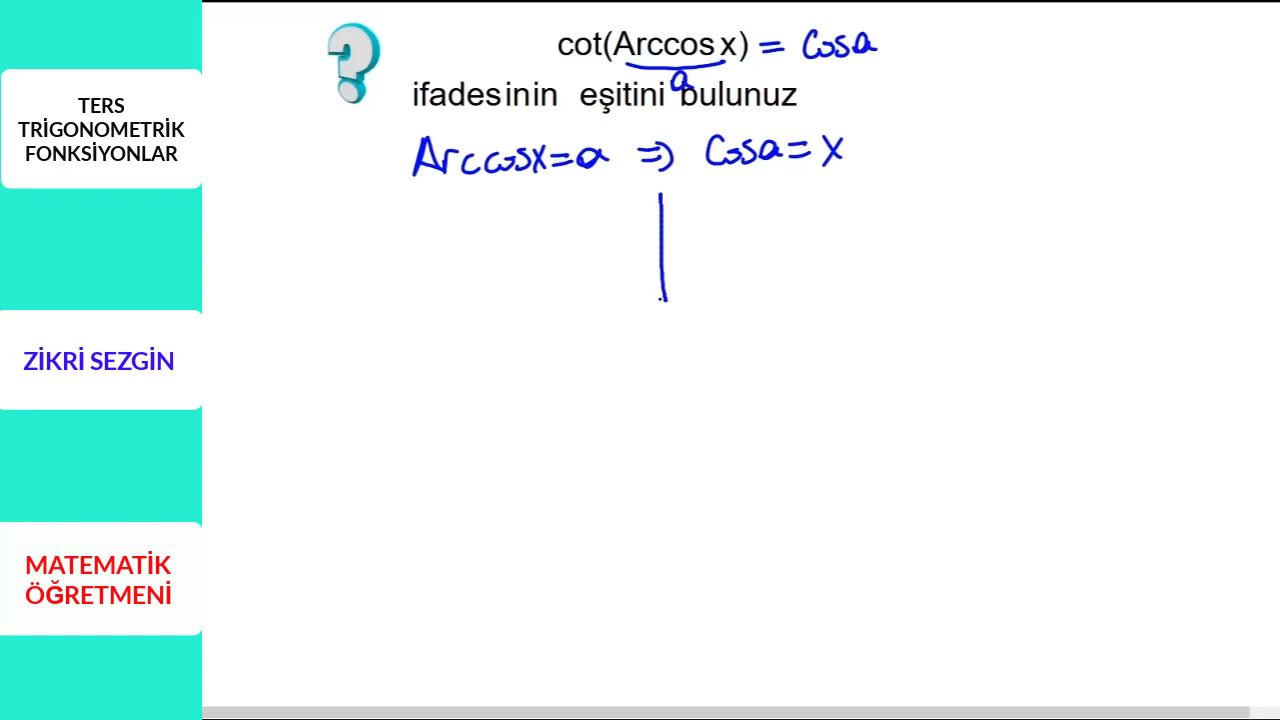 TERS
TRİGONOMETRİK
FONKSİYONLAR
ZİKRİ SEZGİN
MATEMATİK
ÖĞRETMENİ
cot(Arccos x) = Cosa
a
ifadesinin eşitini bulunuz
Arccosx=a ⇒ Cosa=x